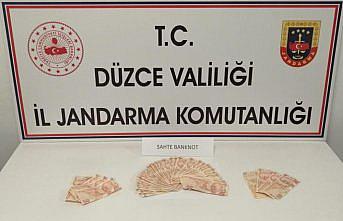 T.C.
DÜZCE VALİLİĞİ
İL JANDARMA KOMUTANLIĞI
SAHTE BANKNOT